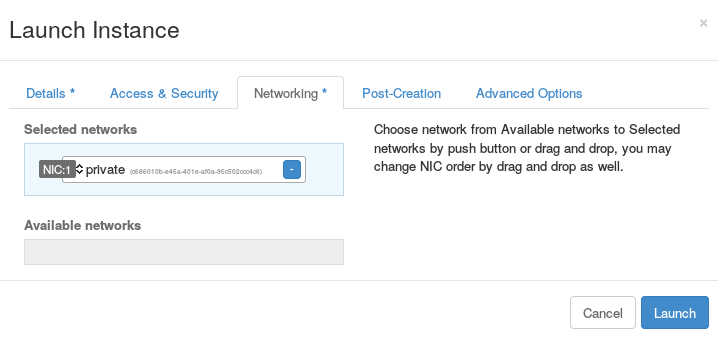 Launch Instance
×
Details *
Access & Security
Networking *
Post-Creation
Advanced Options
Selected networks
NIC:1
private (c686010b-e45a-401e-af0a-95c502ccc4c6)
-
Available networks
Choose network from Available networks to Selected
networks by push button or drag and drop, you may
change NIC order by drag and drop as well.
Cancel
Launch